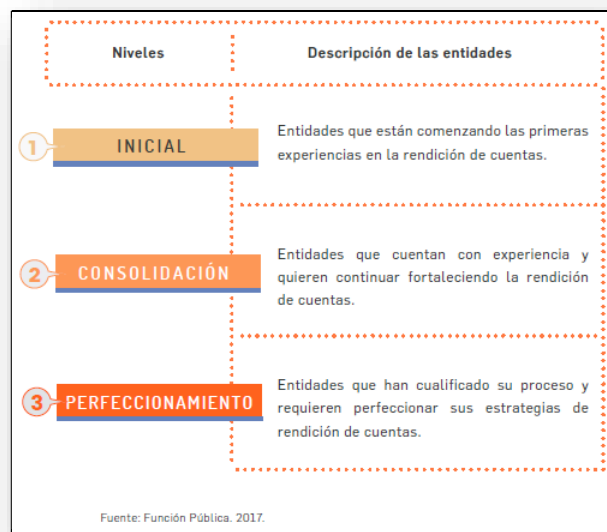 Niveles
Descripción de las entidades
1
INICIAL
Entidades que están comenzando las primeras
experiencias en la rendición de cuentas.
2
CONSOLIDACIÓN
Entidades que cuentan con experiencia y
quieren continuar fortaleciendo la rendición
de cuentas.
3
PERFECCIONAMIENTO
Entidades que han cualificado su proceso y
requieren perfeccionar sus estrategias de
rendición de cuentas.
Fuente: Función Pública. 2017.